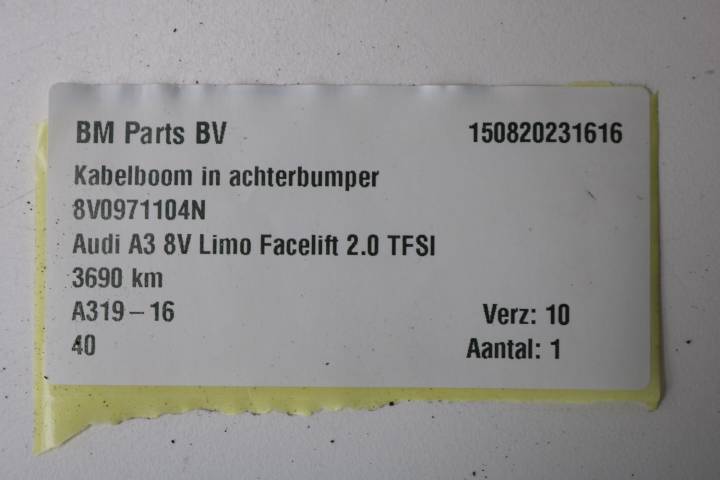 BM Parts BV 150820231616
Kabelboom in achterbumper
8V0971104N
Audi A3 8V Limo Facelift 2.0 TFSI
3690 km
A319-16 Verz: 10
40 Aantal: 1